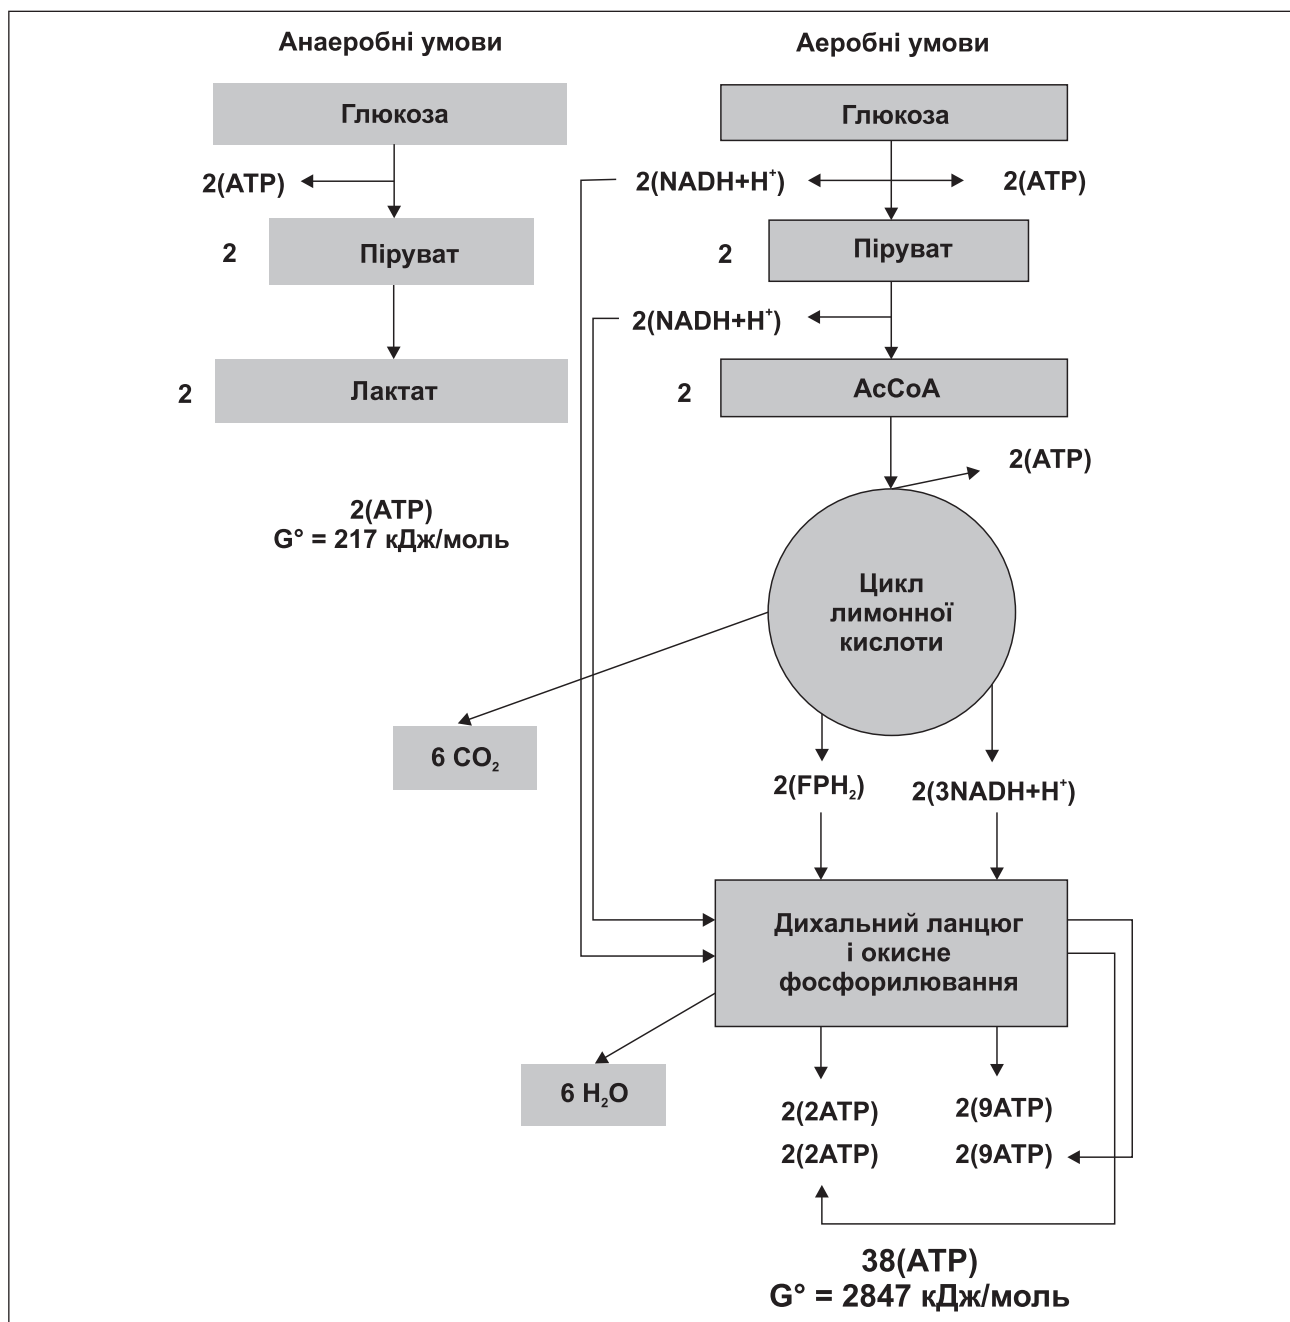 Анаеробні умови
Глюкоза
2(ATP)
2
Піруват
2
Лактат
2(ATP)
G° = 217 кДж/моль
Аеробні умови
Глюкоза
2(NADH+H⁺)
2(ATP)
2
Піруват
2(NADH+H⁺)
2
AcCoA
2(ATP)
Цикл
лимонної
кислоти
6 CO₂
2(FPH₂)
2(3NADH+H⁺)
Дихальний ланцюг
і окисне
фосфорилювання
6 H₂O
2(2ATP)
2(9ATP)
2(2ATP)
2(9ATP)
38(ATP)
G° = 2847 кДж/моль